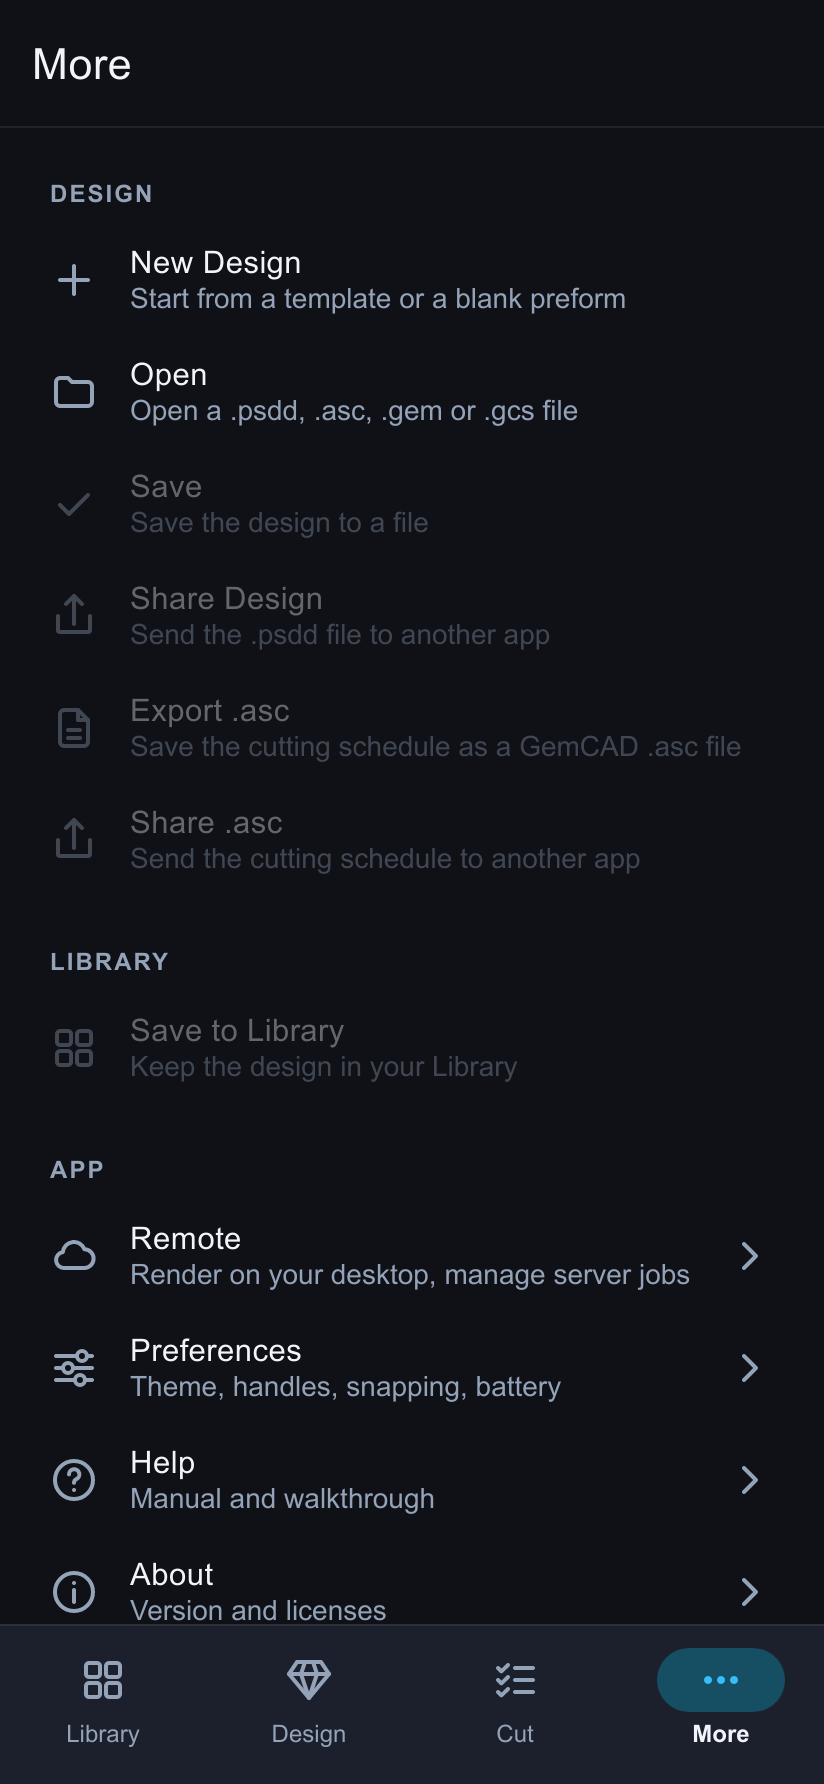 More
DESIGN
New Design
Start from a template or a blank preform
Open
Open a .psdd, .asc, .gem or .gcs file
Save
Save the design to a file
Share Design
Send the .psdd file to another app
Export .asc
Save the cutting schedule as a GemCAD .asc file
Share .asc
Send the cutting schedule to another app
LIBRARY
Save to Library
Keep the design in your Library
APP
Remote
Render on your desktop, manage server jobs
Preferences
Theme, handles, snapping, battery
Help
Manual and walkthrough
About
Version and licenses
Library
Design
Cut
More